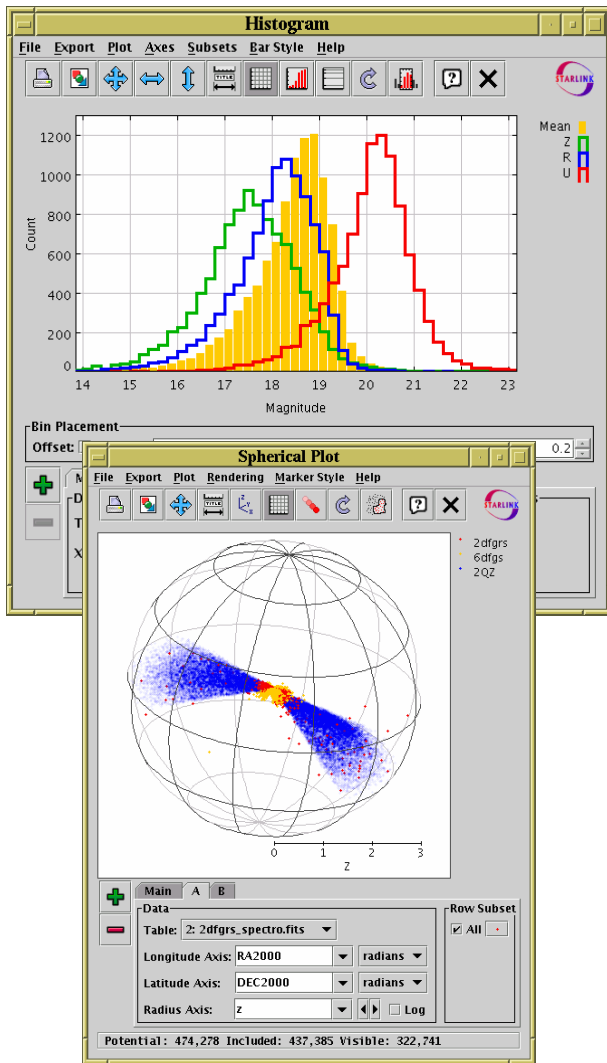 Histogram
File Export Plot Axes Subsets Bar Style Help
TITLE
STARLINK
Mean
Z
R
U
1200
1000
800
600
400
200
0
Count
14 15 16 17 18 19 20 21 22 23
Magnitude
Bin Placement
Offset:
0.2
Spherical Plot
File Export Plot Rendering Marker Style Help
TITLE
Z Y X
STARLINK
2dfgrs
6dfgs
2QZ
0 1 2 3
Z
Main A B
Data
Table: 2: 2dfgrs_spectro.fits
Longitude Axis: RA2000 radians
Latitude Axis: DEC2000 radians
Radius Axis: z Log
Row Subset
All
Potential: 474,278 Included: 437,385 Visible: 322,741